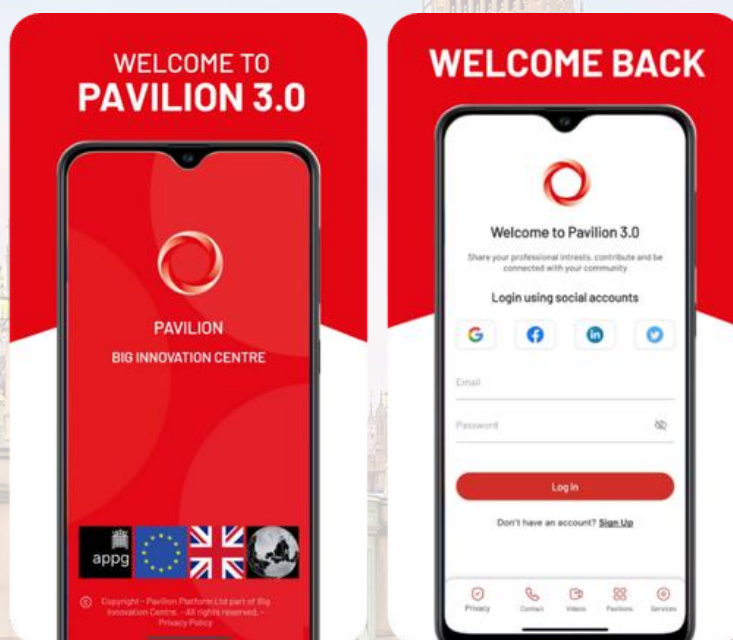 WELCOME TO
PAVILION 3.0
PAVILION
BIG INNOVATION CENTRE
appg
© Copyright - Pavilion Platform Ltd part of Big
Innovation Centre. - All rights reserved. -
Privacy Policy
WELCOME BACK
Welcome to Pavilion 3.0
Share your professional intrests, contribute and be
connected with your community
Login using social accounts
G
f
in
Email
Password
Log In
Don't have an account? Sign Up
Privacy Contact Videos Pavilions Services